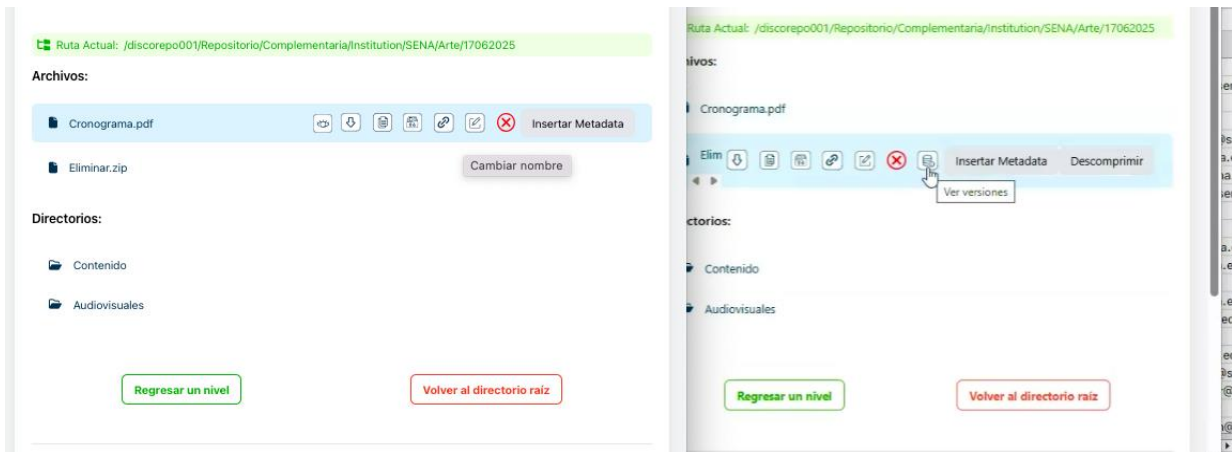 Ruta Actual: /discorepo001/Repositorio/Complementaria/Institution/SENA/Arte/17062025
Archivos:
Cronograma.pdf
Insertar Metadata
Eliminar.zip
Cambiar nombre
Directorios:
Contenido
Audiovisuales
Regresar un nivel
Volver al directorio raíz
Ruta Actual: /discorepo001/Repositorio/Complementaria/Institution/SENA/Arte/17062025
hivos:
Cronograma.pdf
Elim
Insertar Metadata
Descomprimir
Ver versiones
ctorios:
Contenido
Audiovisuales
Regresar un nivel
Volver al directorio raíz